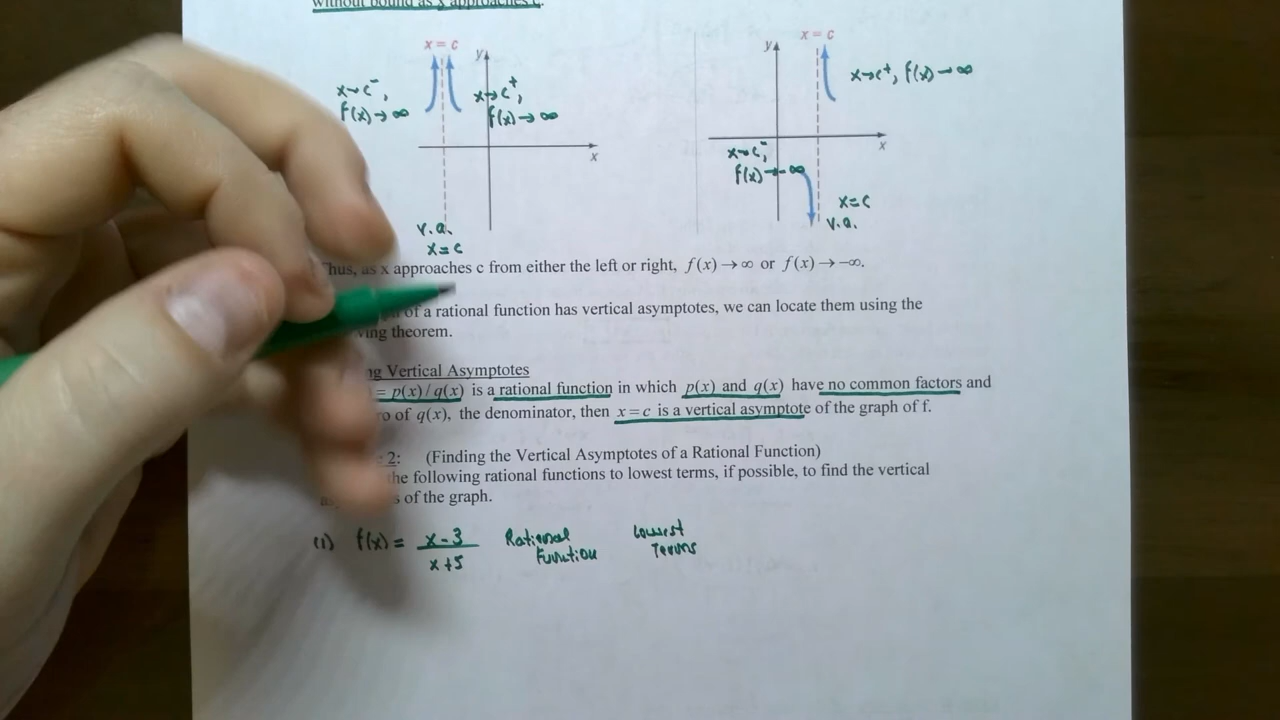 without bound as x approaches c.
x = c
y
x→c⁻,
f(x)→∞
x→c⁺,
f(x)→∞
x
v.a.
x=c
x = c
y
x→c⁺, f(x)→∞
x
x→c⁻,
f(x)→-∞
x=c
v.a.
Thus, as x approaches c from either the left or right, f(x)→∞ or f(x)→−∞.
of a rational function has vertical asymptotes, we can locate them using the
theorem.
Vertical Asymptotes
= p(x)/q(x) is a rational function in which p(x) and q(x) have no common factors and
of q(x), the denominator, then x=c is a vertical asymptote of the graph of f.
2: (Finding the Vertical Asymptotes of a Rational Function)
the following rational functions to lowest terms, if possible, to find the vertical
of the graph.
(1) f(x) = x-3 / x+5 Rational Function Lowest Terms